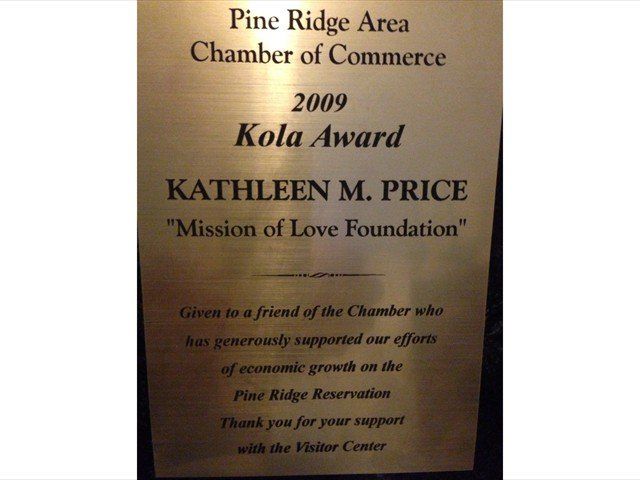 Pine Ridge Area
Chamber of Commerce
2009
Kola Award
KATHLEEN M. PRICE
"Mission of Love Foundation"
Given to a friend of the Chamber who
has generously supported our efforts
of economic growth on the
Pine Ridge Reservation
Thank you for your support
with the Visitor Center